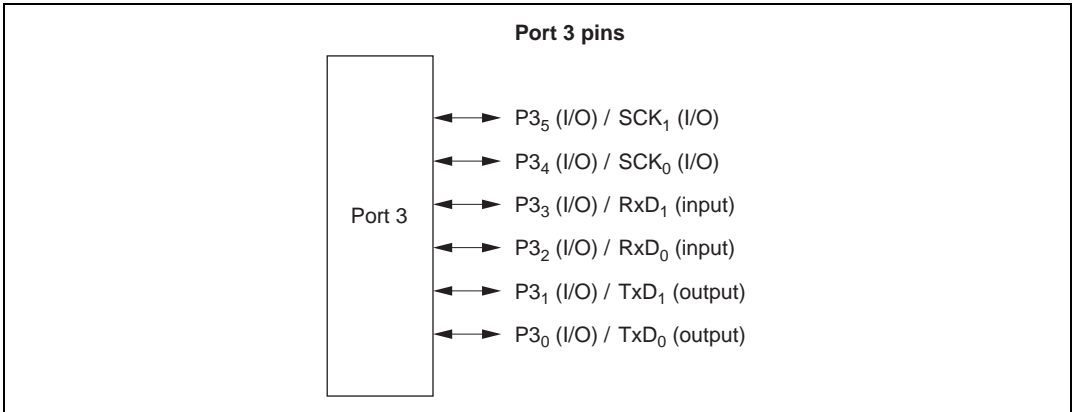 Port 3 pins
P3₅ (I/O) / SCK₁ (I/O)
P3₄ (I/O) / SCK₀ (I/O)
Port 3
P3₃ (I/O) / RxD₁ (input)
P3₂ (I/O) / RxD₀ (input)
P3₁ (I/O) / TxD₁ (output)
P3₀ (I/O) / TxD₀ (output)